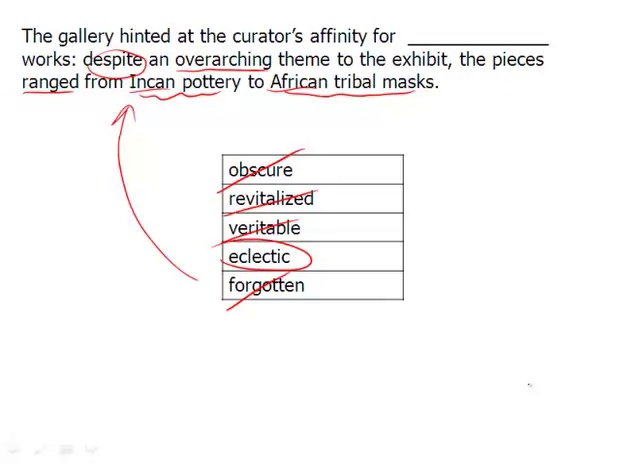 The gallery hinted at the curator’s affinity for ________________
works: despite an overarching theme to the exhibit, the pieces
ranged from Incan pottery to African tribal masks.
obscure
revitalized
veritable
eclectic
forgotten